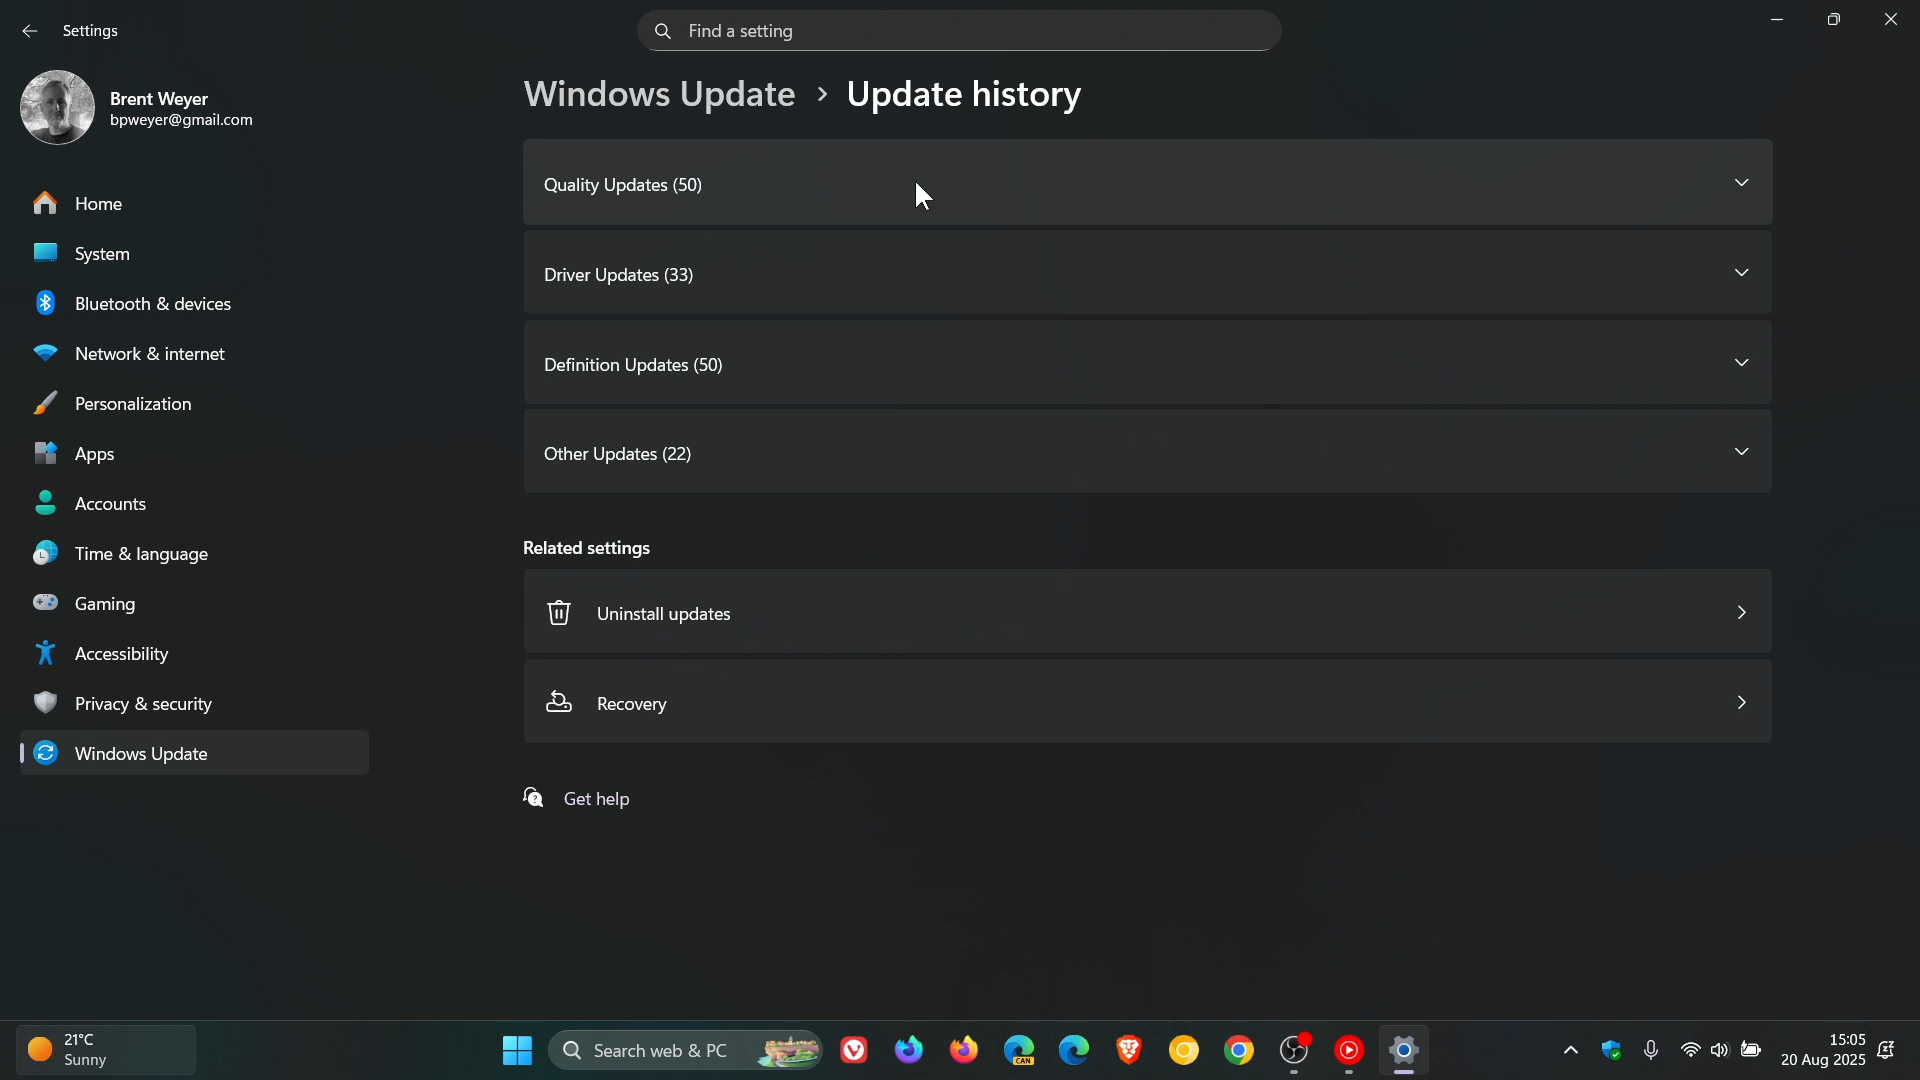 Settings
Find a setting
Brent Weyer
bpweyer@gmail.com
Home
System
Bluetooth & devices
Network & internet
Personalization
Apps
Accounts
Time & language
Gaming
Accessibility
Privacy & security
Windows Update
Windows Update > Update history
Quality Updates (50)
Driver Updates (33)
Definition Updates (50)
Other Updates (22)
Related settings
Uninstall updates
Recovery
Get help
21°C
Sunny
Search web & PC
CAN
15:05
20 Aug 2025